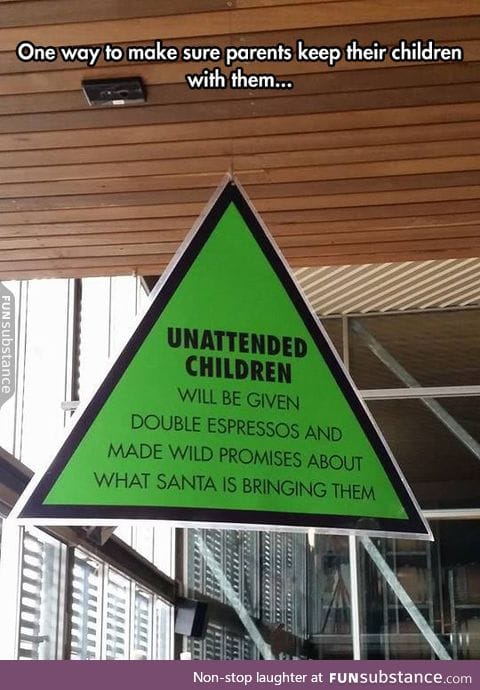 One way to make sure parents keep their children
with them...
FUNsubstance
UNATTENDED
CHILDREN
WILL BE GIVEN
DOUBLE ESPRESSOS AND
MADE WILD PROMISES ABOUT
WHAT SANTA IS BRINGING THEM
Non-stop laughter at FUNsubstance.com